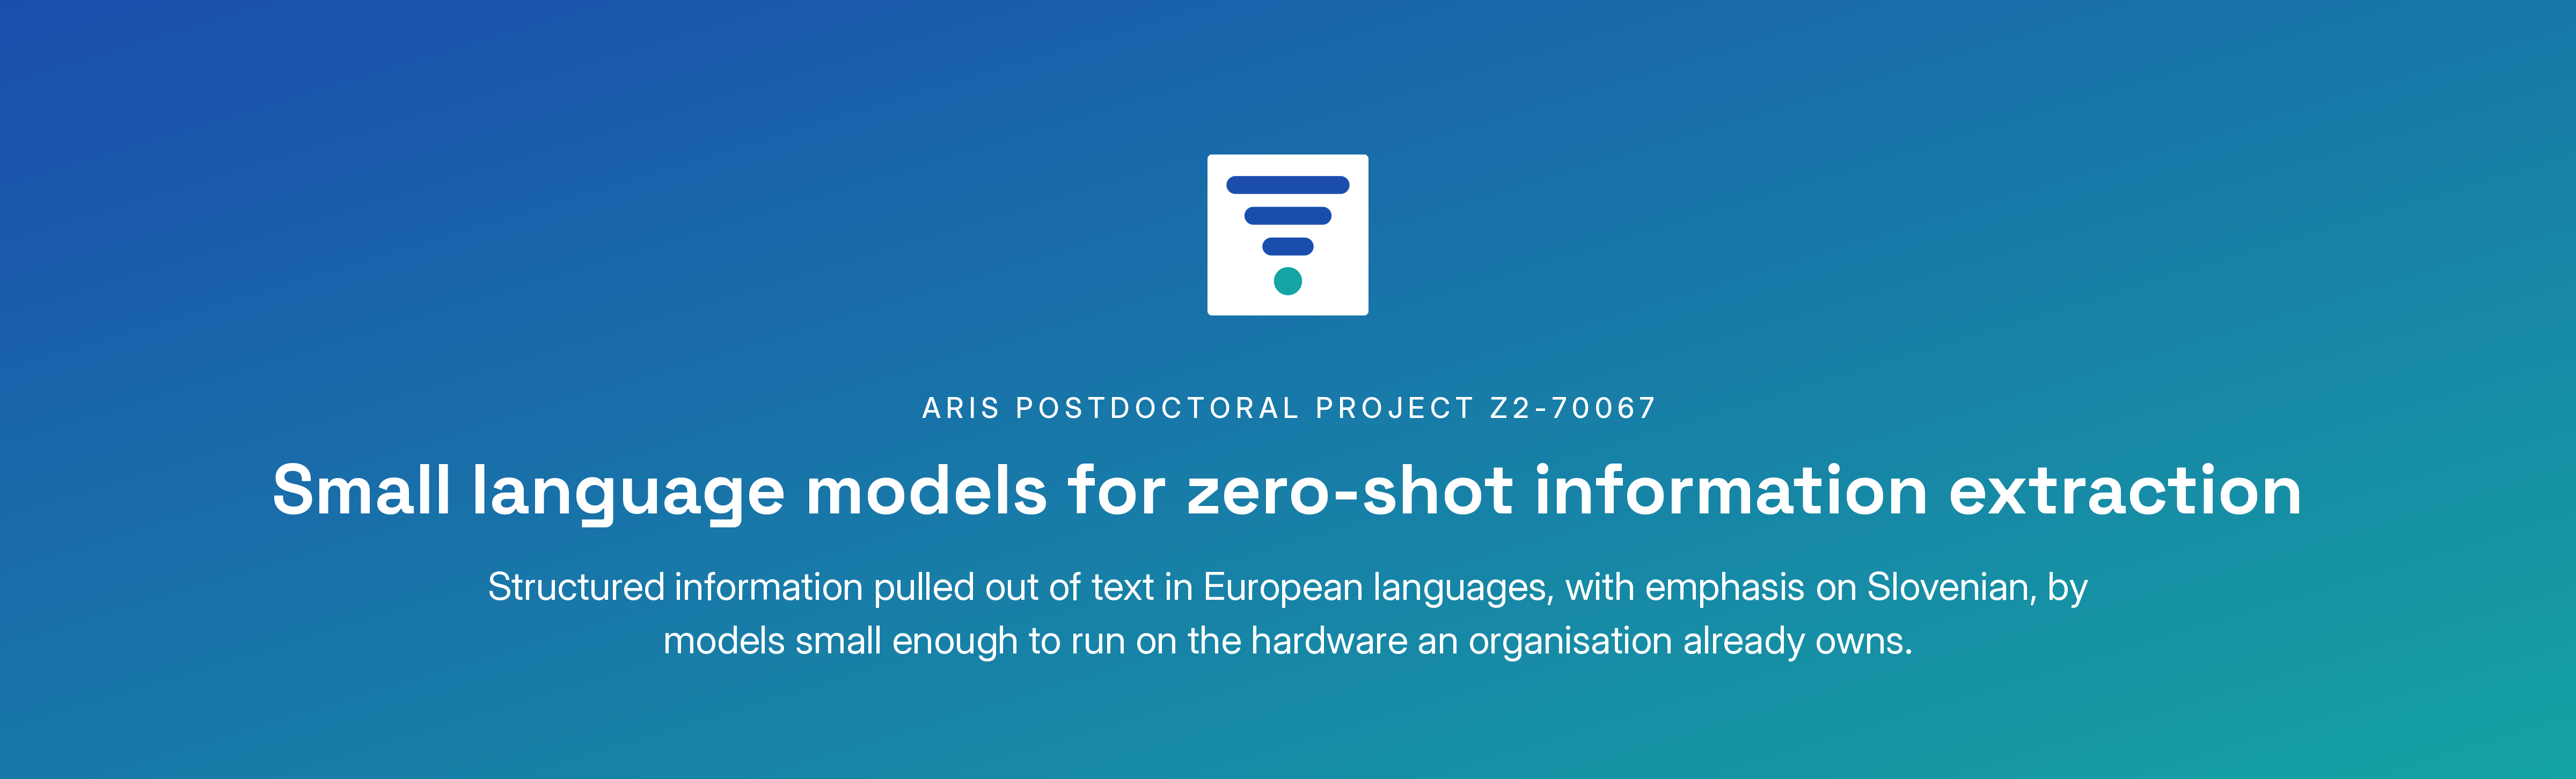 ARIS POSTDOCTORAL PROJECT Z2-70067
Small language models for zero-shot information extraction
Structured information pulled out of text in European languages, with emphasis on Slovenian, by
models small enough to run on the hardware an organisation already owns.